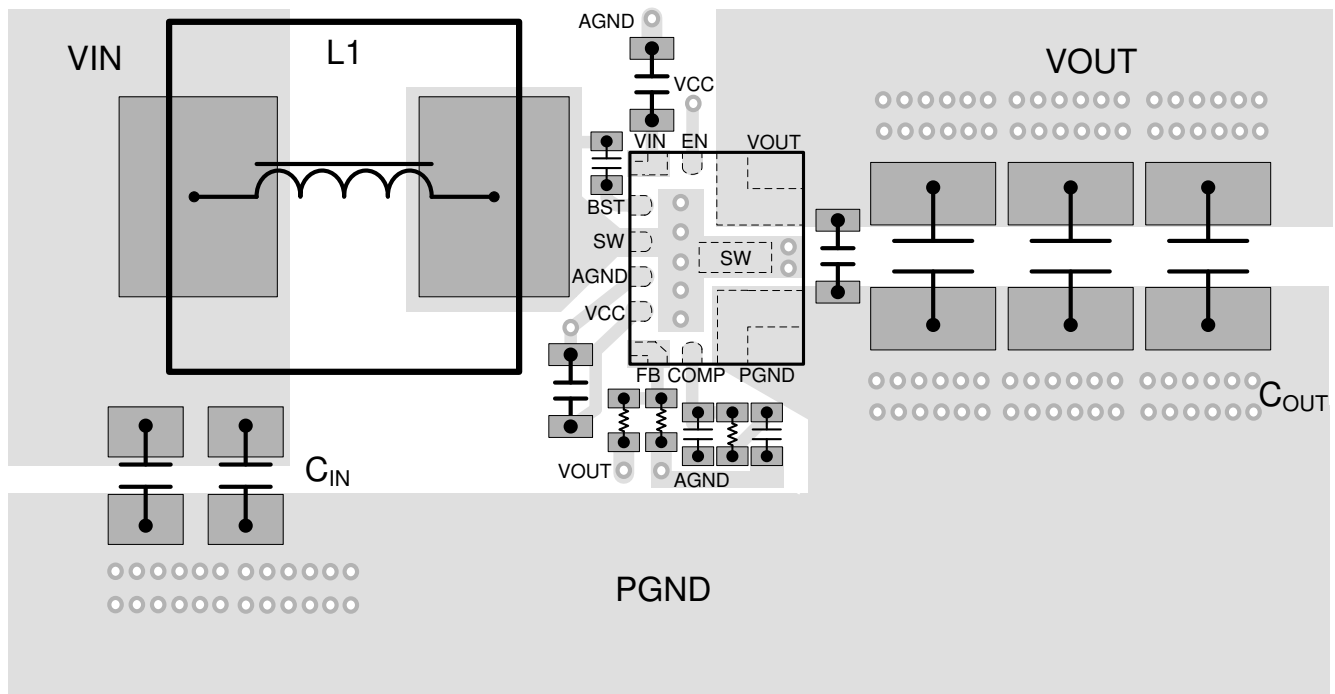 AGND
VIN
L1
VOUT
VCC
VIN
EN
VOUT
BST
SW
SW
AGND
VCC
FB
COMP
PGND
COUT
CIN
VOUT
AGND
PGND